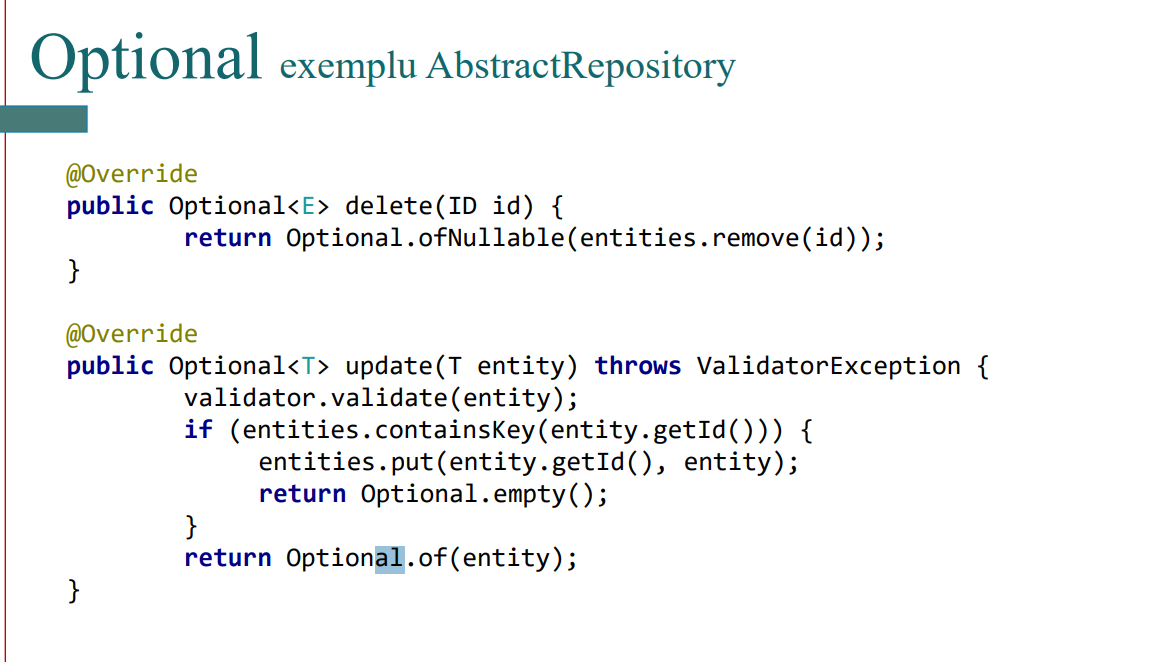 Optional exemplu AbstractRepository
@Override
public Optional<E> delete(ID id) {
return Optional.ofNullable(entities.remove(id));
}
@Override
public Optional<T> update(T entity) throws ValidatorException {
validator.validate(entity);
if (entities.containsKey(entity.getId())) {
entities.put(entity.getId(), entity);
return Optional.empty();
}
return Optional.of(entity);
}